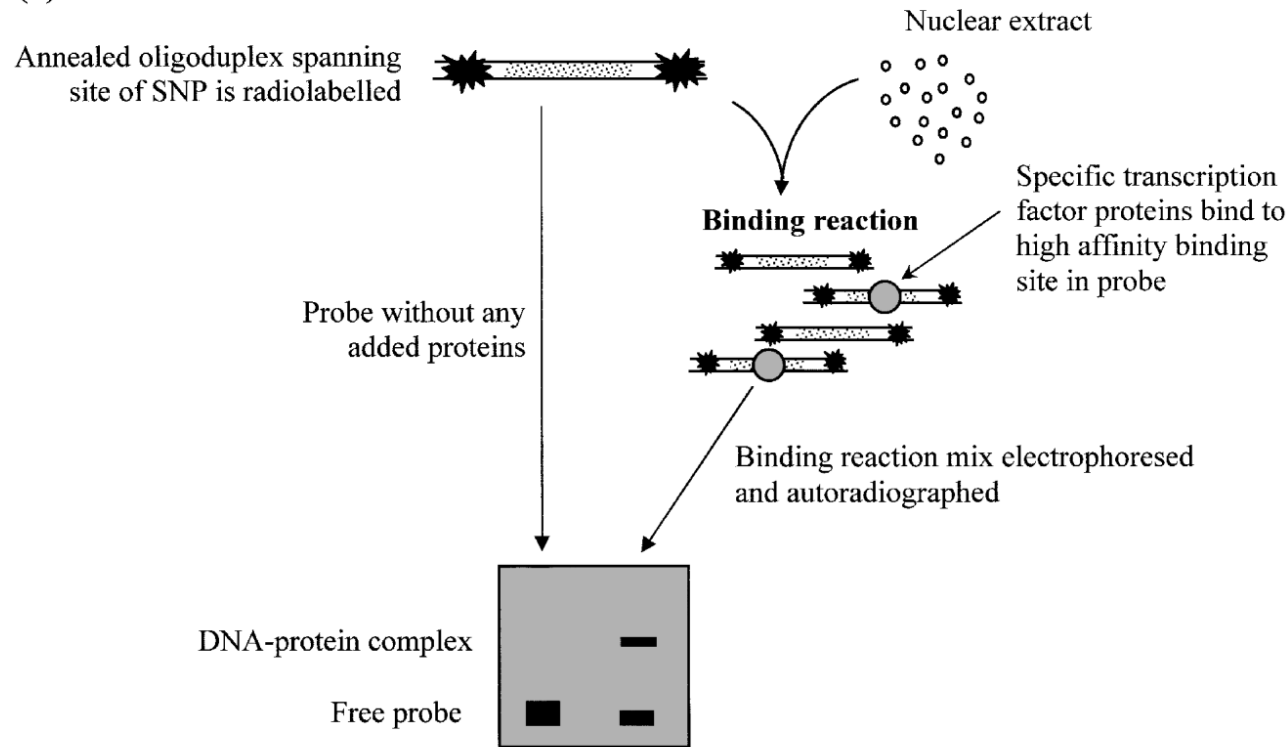 Nuclear extract
Annealed oligoduplex spanning
site of SNP is radiolabelled
Specific transcription
factor proteins bind to
high affinity binding
site in probe
Binding reaction
Probe without any
added proteins
Binding reaction mix electrophoresed
and autoradiographed
DNA-protein complex
Free probe